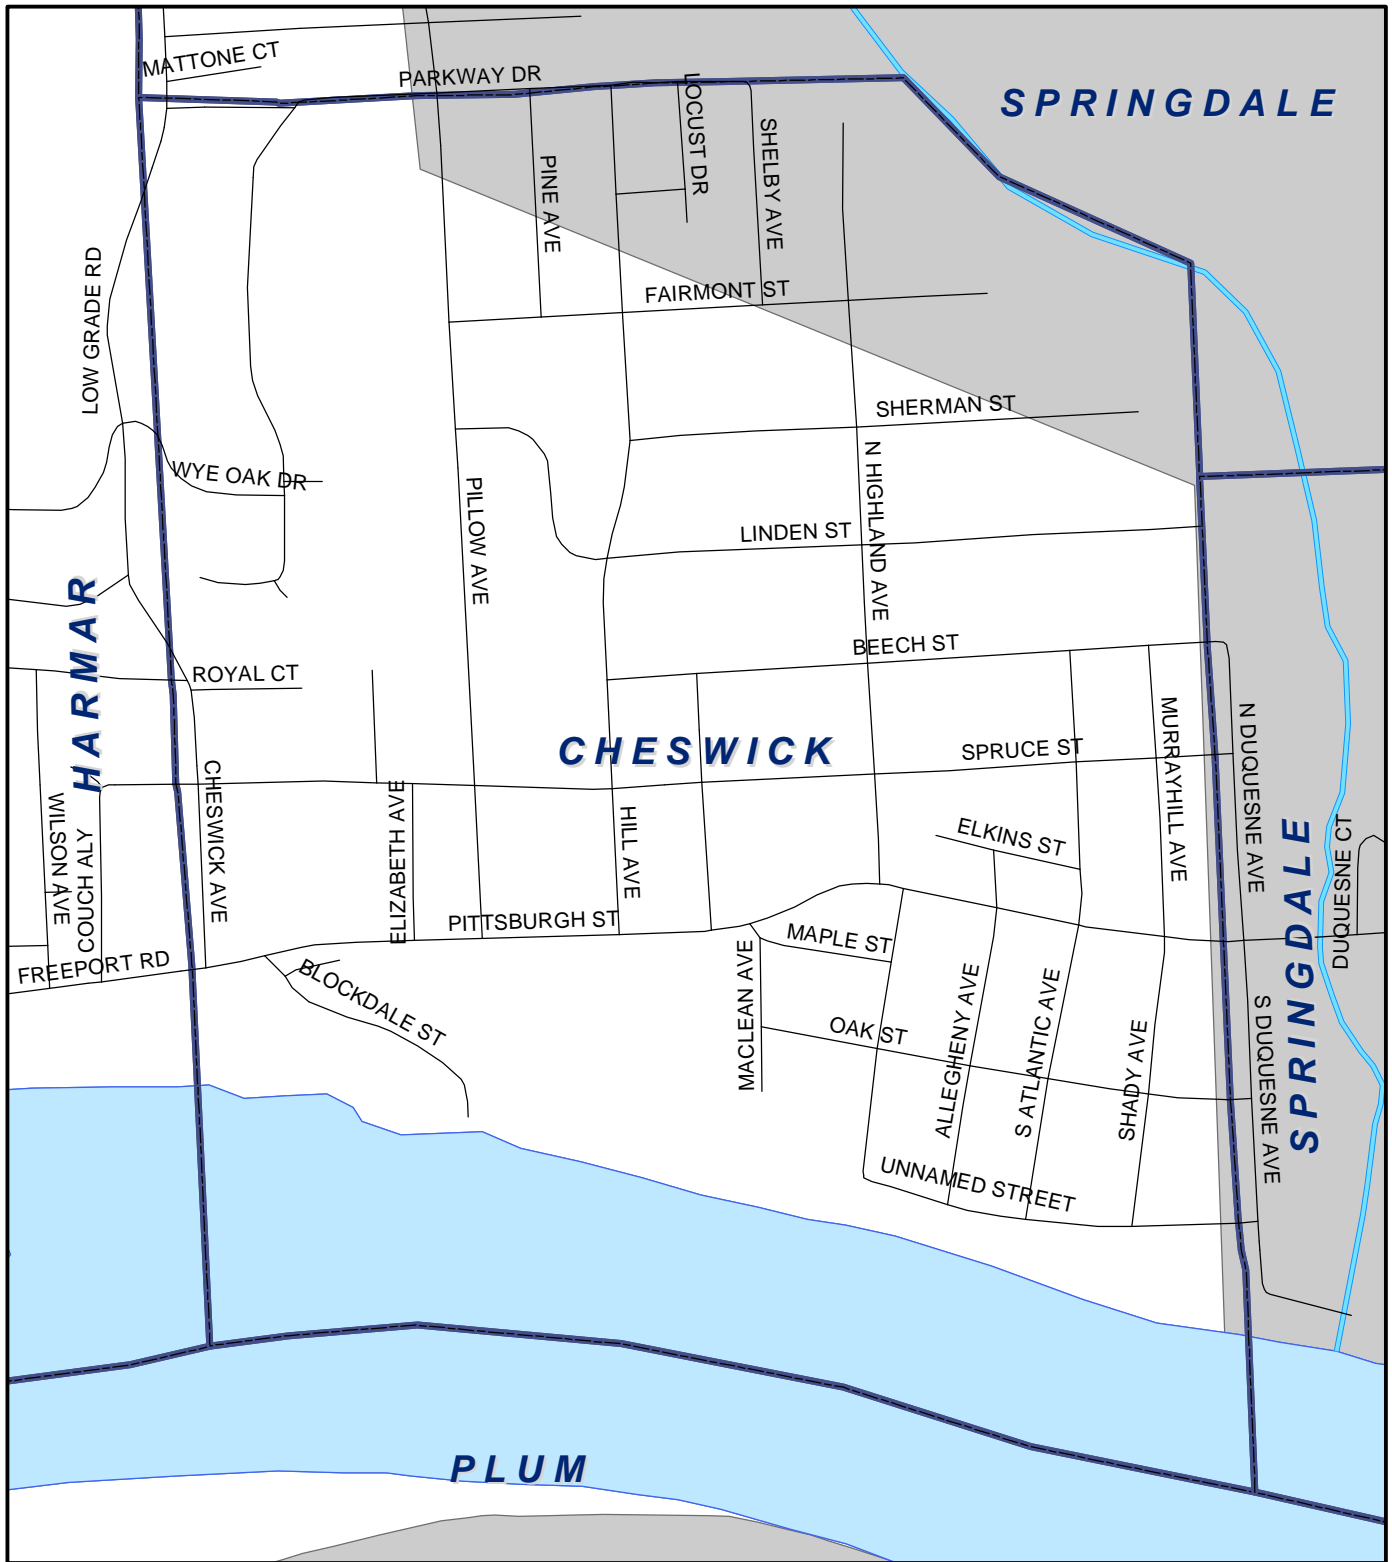 MATTONE CT
PARKWAY DR
LOCUST DR
SPRINGDALE
SHELBY AVE
PINE AVE
LOW GRADE RD
FAIRMONT ST
SHERMAN ST
WYE OAK DR
PILLOW AVE
N HIGHLAND AVE
LINDEN ST
HARMAR
BEECH ST
ROYAL CT
CHESWICK
SPRUCE ST
MURRAYHILL AVE
N DUQUESNE AVE
WILSON AVE
COUCH ALY
CHESWICK AVE
ELIZABETH AVE
HILL AVE
ELKINS ST
SPRINGDALE
DUQUESNE CT
PITTSBURGH ST
MAPLE ST
FREEPORT RD
BLOCKDALE ST
MACLEAN AVE
OAK ST
ALLEGHENY AVE
S ATLANTIC AVE
SHADY AVE
S DUQUESNE AVE
UNNAMED STREET
PLUM